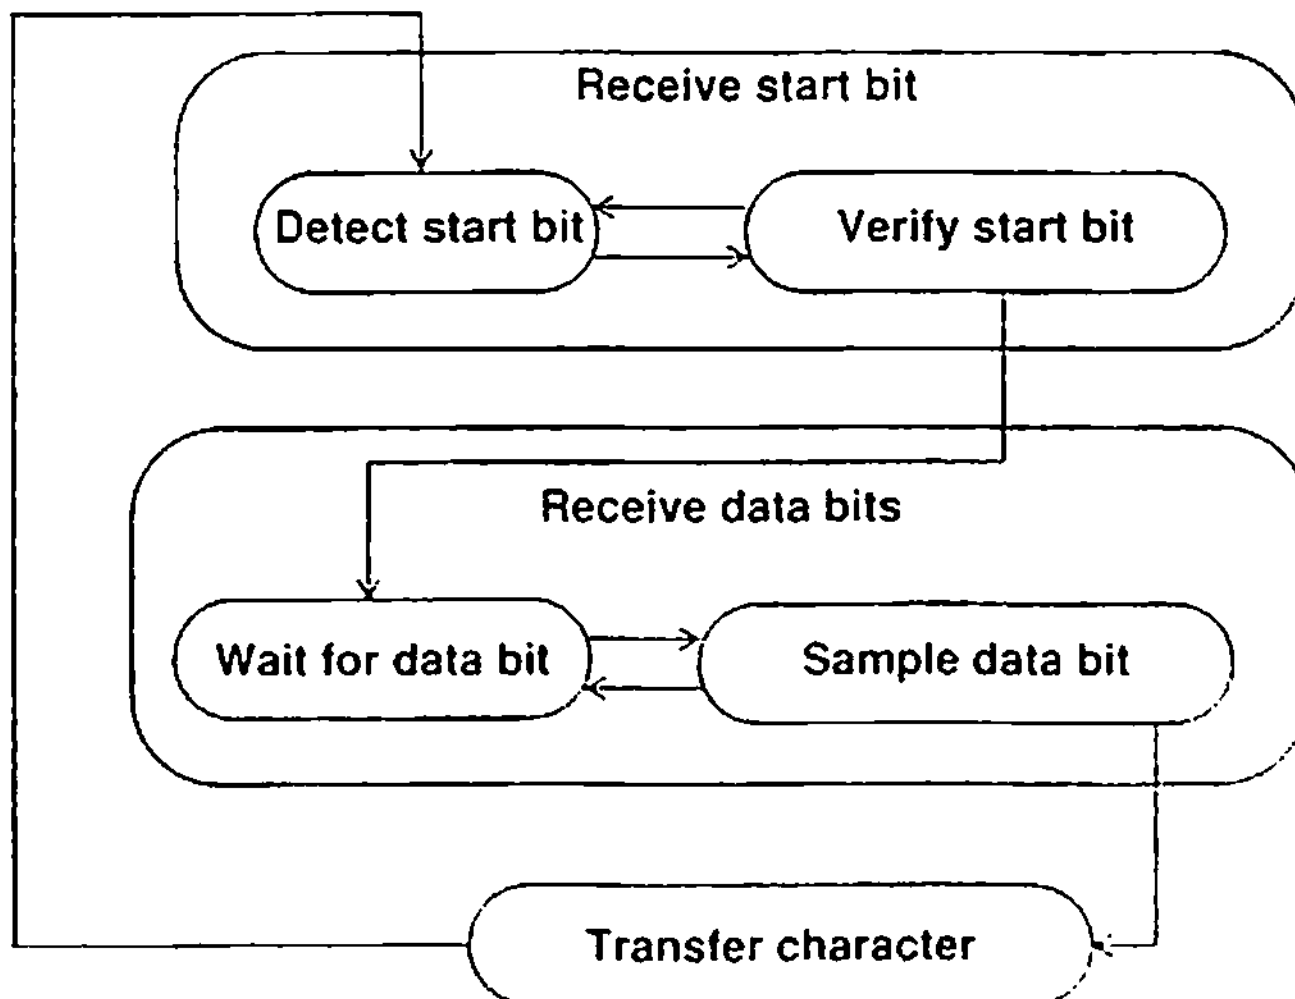 Receive start bit
Detect start bit
Verify start bit
Receive data bits
Wait for data bit
Sample data bit
Transfer character